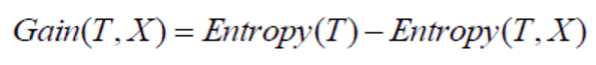 Gain(T, X) = Entropy(T) − Entropy(T, X)